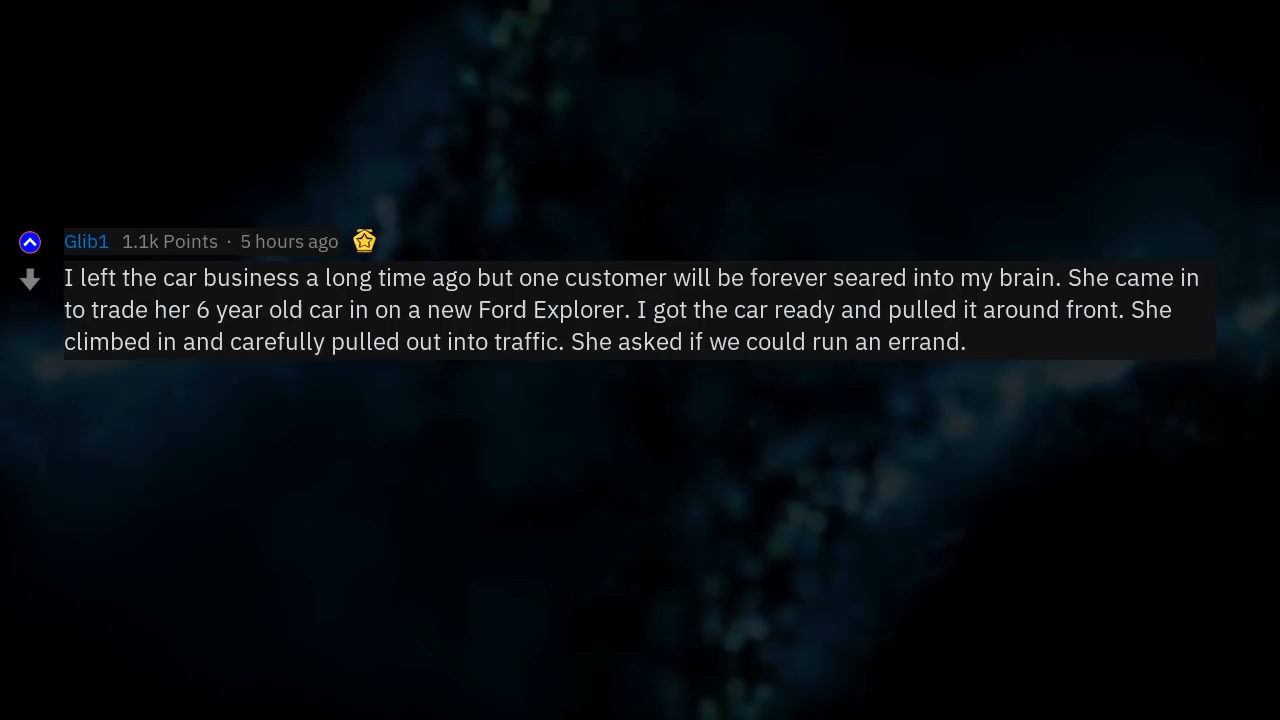 Glib1 1.1k Points · 5 hours ago
I left the car business a long time ago but one customer will be forever seared into my brain. She came in
to trade her 6 year old car in on a new Ford Explorer. I got the car ready and pulled it around front. She
climbed in and carefully pulled out into traffic. She asked if we could run an errand.